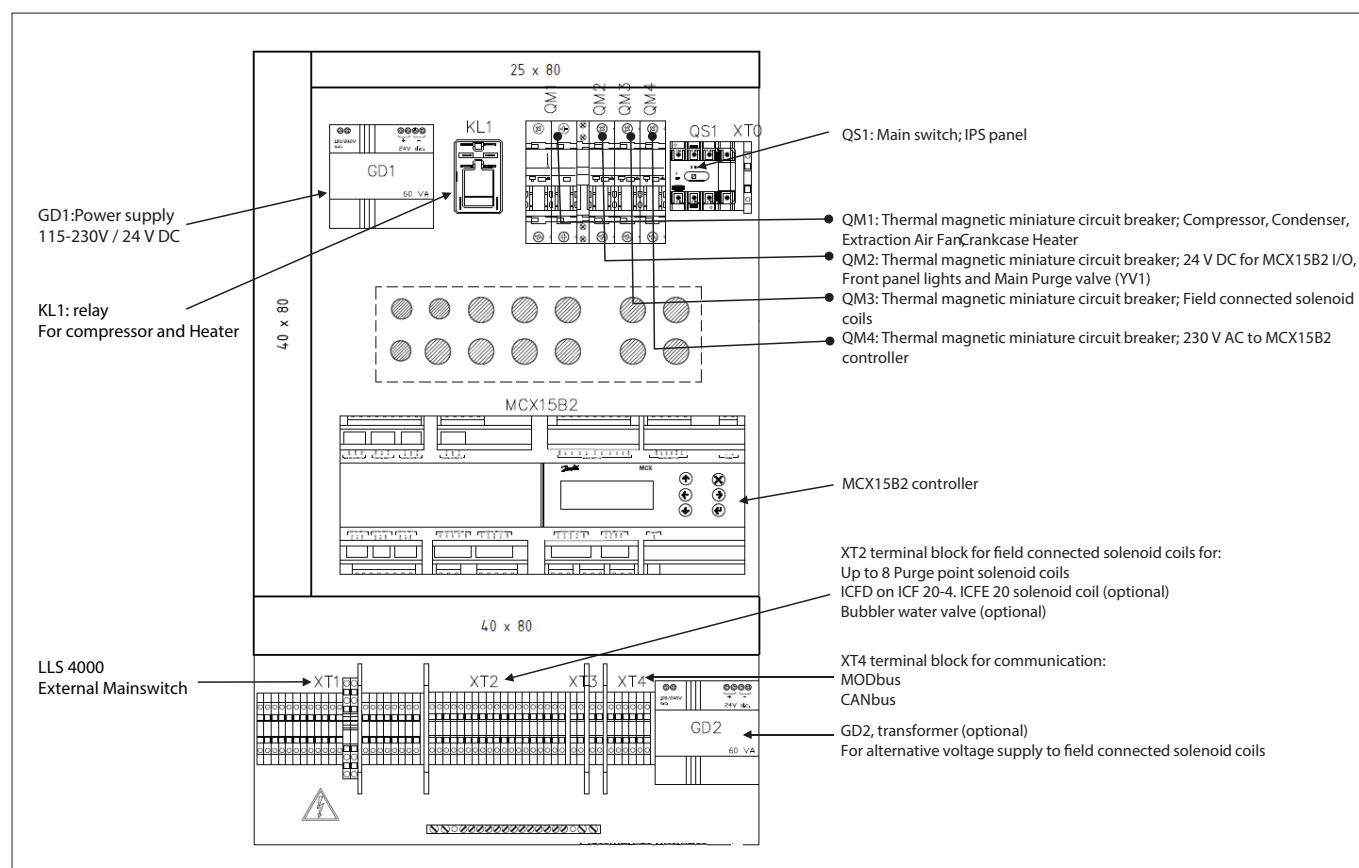 25 x 80
QM1
QM2
QM3
QM4
KL1
QS1
XT0
115/240V
24V d.c.
GD1
60 VA
QS1: Main switch; IPS panel
GD1:Power supply
115-230V / 24 V DC
QM1: Thermal magnetic miniature circuit breaker; Compressor, Condenser,
Extraction Air Fan,Crankcase Heater
QM2: Thermal magnetic miniature circuit breaker; 24 V DC for MCX15B2 I/O,
Front panel lights and Main Purge valve (YV1)
QM3: Thermal magnetic miniature circuit breaker; Field connected solenoid
coils
QM4: Thermal magnetic miniature circuit breaker; 230 V AC to MCX15B2
controller
KL1: relay
For compressor and Heater
40 x 80
MCX15B2
Danfoss
MCX
MCX15B2 controller
XT2 terminal block for field connected solenoid coils for:
Up to 8 Purge point solenoid coils
ICFD on ICF 20-4. ICFE 20 solenoid coil (optional)
Bubbler water valve (optional)
40 x 80
LLS 4000
External Mainswitch
XT1
XT2
XT3
XT4
XT4 terminal block for communication:
MODbus
CANbus
24V d.c.
GD2
60 VA
GD2, transformer (optional)
For alternative voltage supply to field connected solenoid coils